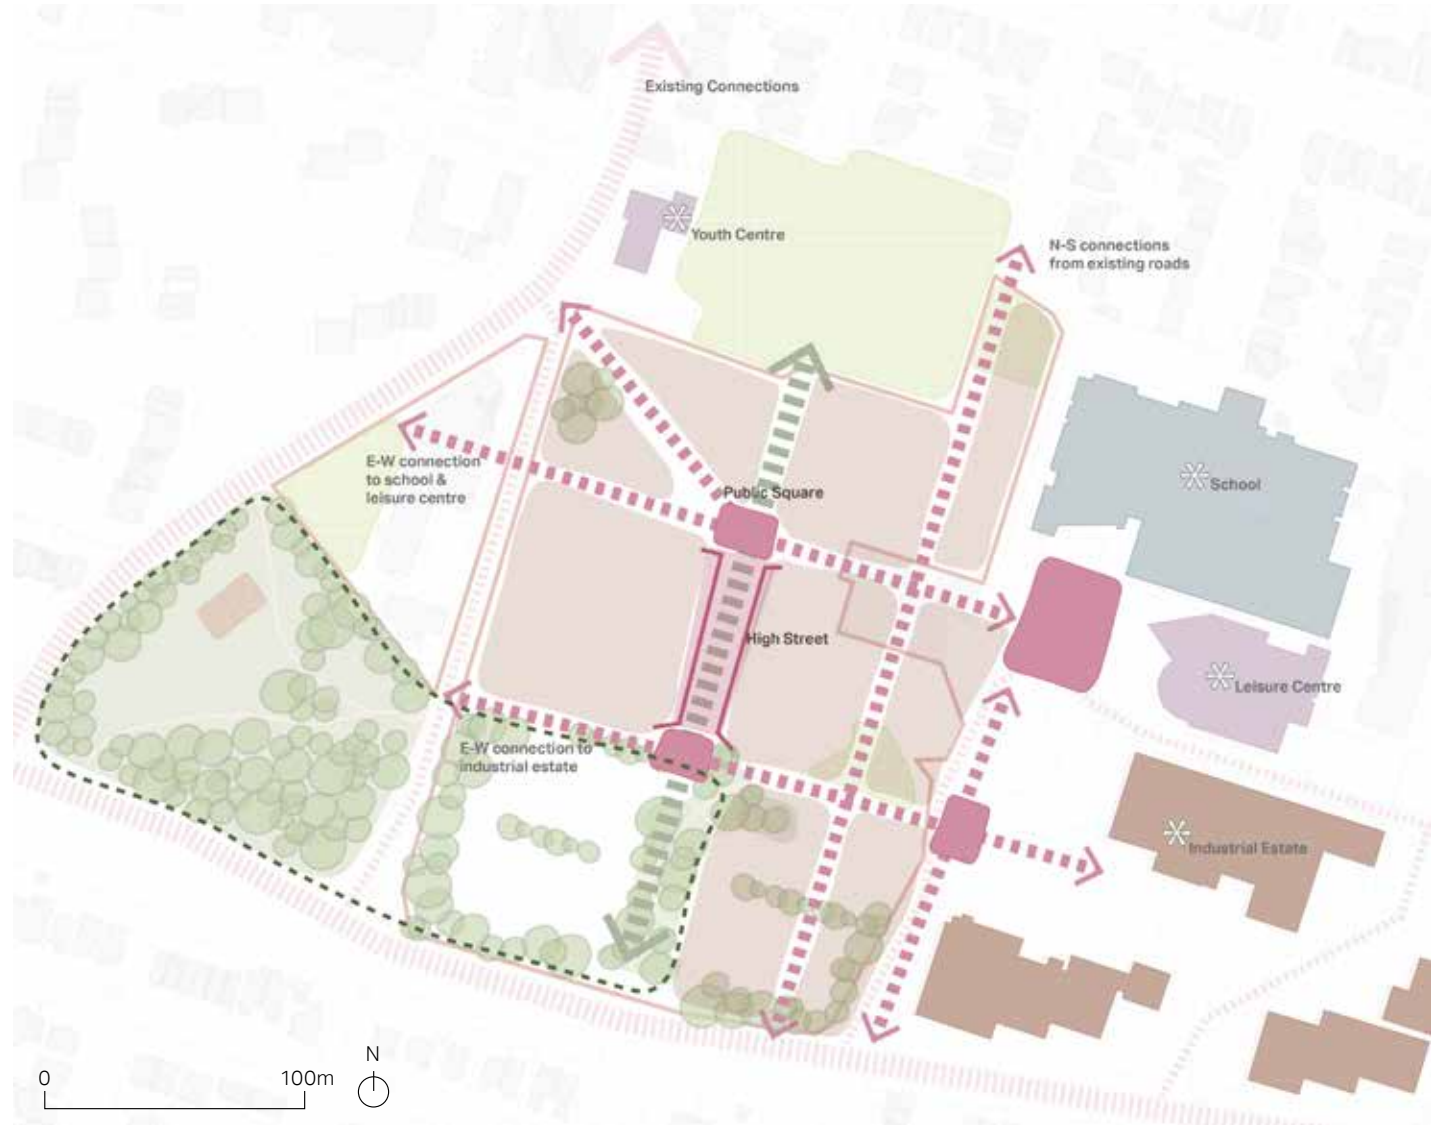 Existing Connections
Youth Centre
N-S connections
from existing roads
E-W connection
to school &
leisure centre
Public Square
School
High Street
Leisure Centre
E-W connection to
industrial estate
Industrial Estate
N
0 100m